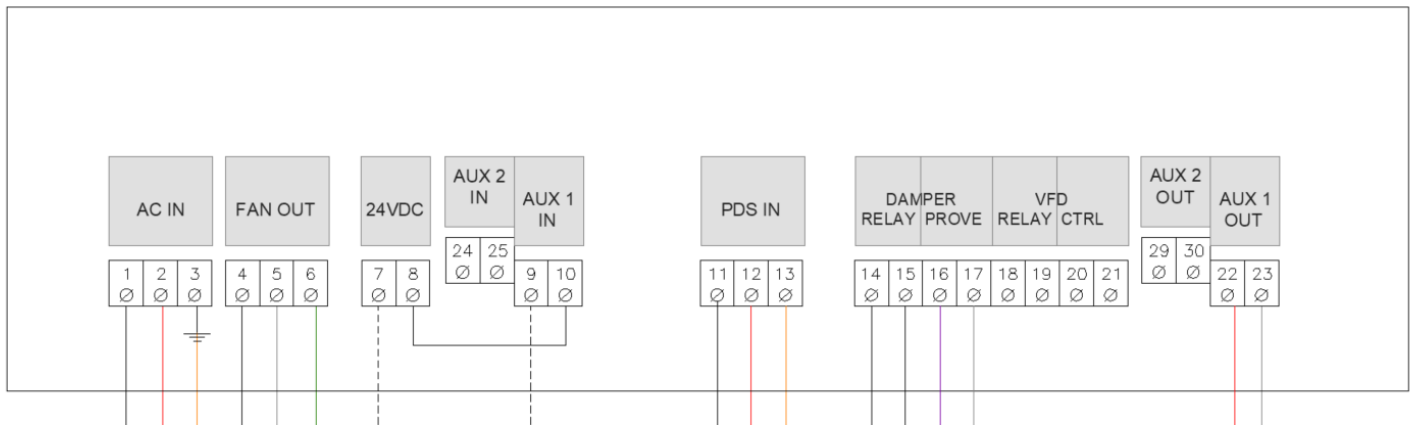 AC IN
FAN OUT
24VDC
AUX 2
IN
AUX 1
IN
PDS IN
DAMPER
RELAY PROVE
VFD
RELAY CTRL
AUX 2
OUT
AUX 1
OUT
1 2 3
4 5 6
7 8
24 25
9 10
11 12 13
14 15 16 17 18 19 20 21
29 30
22 23